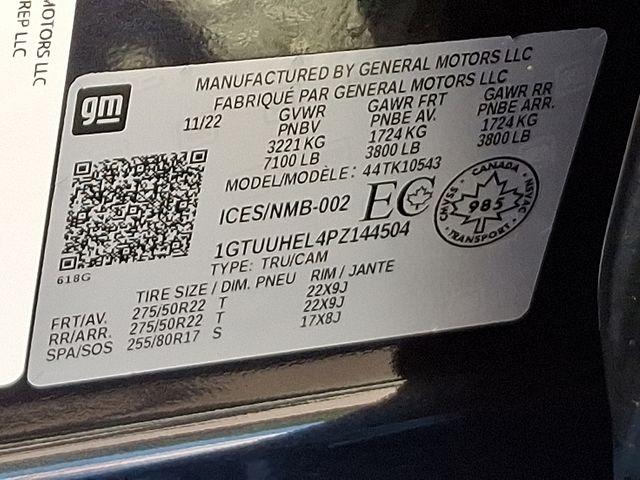 MOTORS LLC
REP LLC
gm
MANUFACTURED BY GENERAL MOTORS LLC
FABRIQUÉ PAR GENERAL MOTORS LLC
11/22 GVWR GAWR FRT GAWR RR
PNBV PNBE AV. PNBE ARR.
3221 KG 1724 KG 1724 KG
7100 LB 3800 LB 3800 LB
MODEL/MODÈLE: 44TK10543
ICES/NMB-002 EC
CANADA
CMVSS 985 NSVAC
TRANSPORT
1GTUUHEL4PZ144504
TYPE: TRU/CAM
618G
TIRE SIZE / DIM. PNEU RIM / JANTE
FRT/AV. 275/50R22 T 22X9J
RR/ARR. 275/50R22 T 22X9J
SPA/SOS 255/80R17 S 17X8J